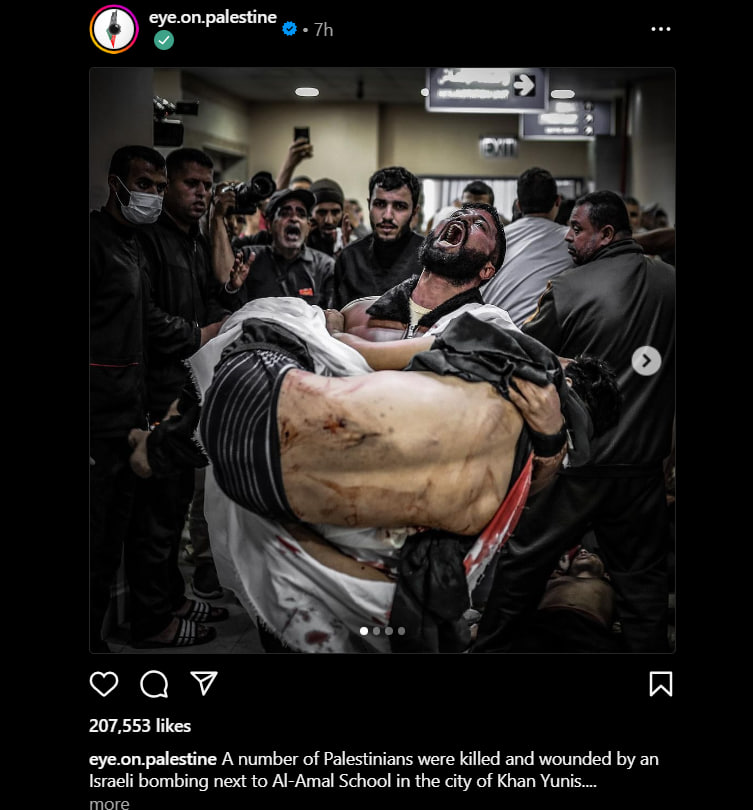 eye.on.palestine
• 7h
EXIT
207,553 likes
eye.on.palestine A number of Palestinians were killed and wounded by an
Israeli bombing next to Al-Amal School in the city of Khan Yunis....
more